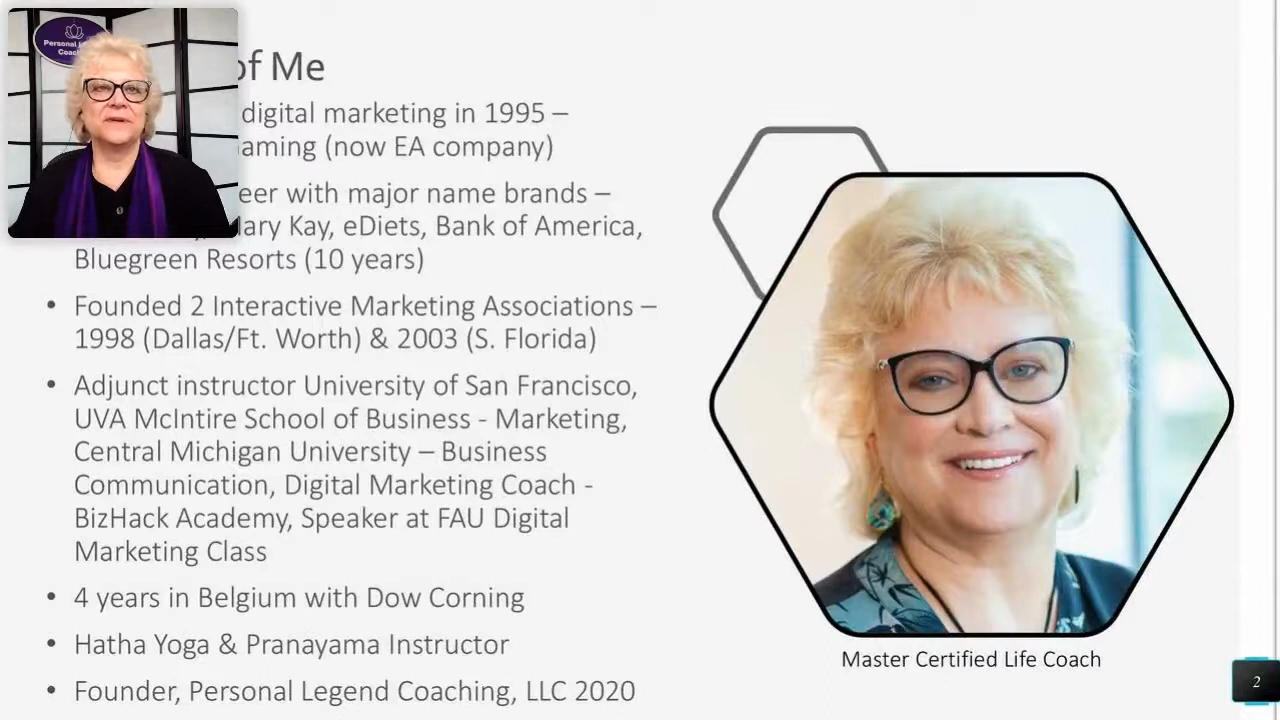 Personal L
Coac
of Me
digital marketing in 1995 –
aming (now EA company)
eer with major name brands –
ary Kay, eDiets, Bank of America,
Bluegreen Resorts (10 years)
• Founded 2 Interactive Marketing Associations –
1998 (Dallas/Ft. Worth) & 2003 (S. Florida)
• Adjunct instructor University of San Francisco,
UVA McIntire School of Business - Marketing,
Central Michigan University – Business
Communication, Digital Marketing Coach -
BizHack Academy, Speaker at FAU Digital
Marketing Class
• 4 years in Belgium with Dow Corning
• Hatha Yoga & Pranayama Instructor
• Founder, Personal Legend Coaching, LLC 2020
Master Certified Life Coach
2